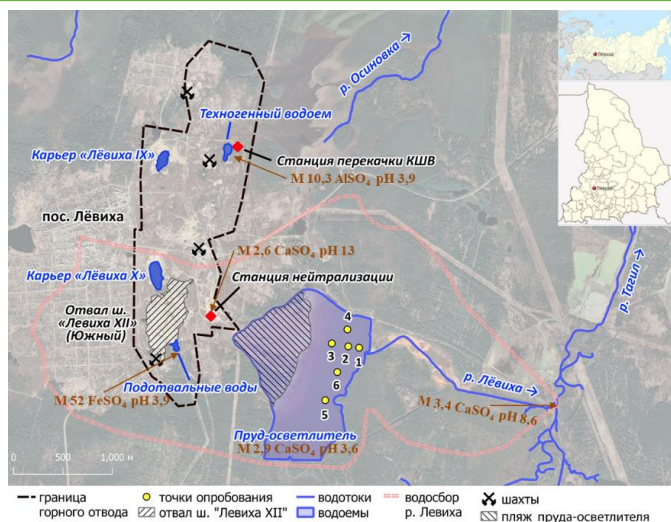 р. Осиновка →
Техногенный водоем
Карьер «Лёвиха IX»
Станция перекачки КШВ
М 10,3 AlSO₄ pH 3,9
пос. Лёвиха
М 2,6 CaSO₄ pH 13
Карьер «Лёвиха X»
Станция нейтрализации
р. Тагил →
Отвал ш.
«Левиха XII»
(Южный)
4
3
2
1
6
5
р. Лёвиха →
Подотвальные воды
М 52 FeSO₄ pH 3,9
М 3,4 CaSO₄ pH 8,6
Пруд-осветлитель
М 2,9 CaSO₄ pH 3,6
0 500 1,000 м
граница горного отвода
точки опробования
отвал ш. "Левиха XII"
водотоки
водоемы
водосбор р. Левиха
шахты
пляж пруда-осветлителя